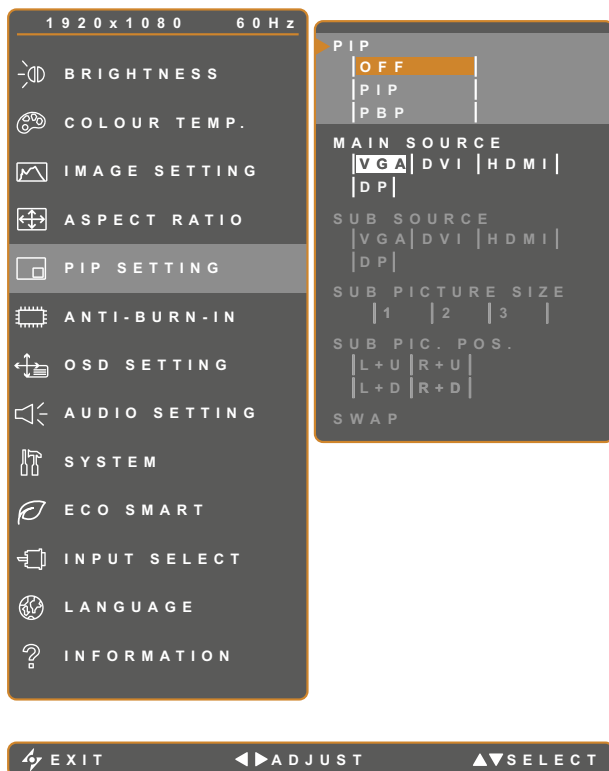 1920x1080 60Hz
BRIGHTNESS
COLOUR TEMP.
IMAGE SETTING
ASPECT RATIO
PIP SETTING
ANTI-BURN-IN
OSD SETTING
AUDIO SETTING
SYSTEM
ECO SMART
INPUT SELECT
LANGUAGE
INFORMATION
PIP
OFF
PIP
PBP
MAIN SOURCE
VGA DVI HDMI
DP
SUB SOURCE
VGA DVI HDMI
DP
SUB PICTURE SIZE
1 2 3
SUB PIC. POS.
L+U R+U
L+D R+D
SWAP
EXIT ADJUST SELECT